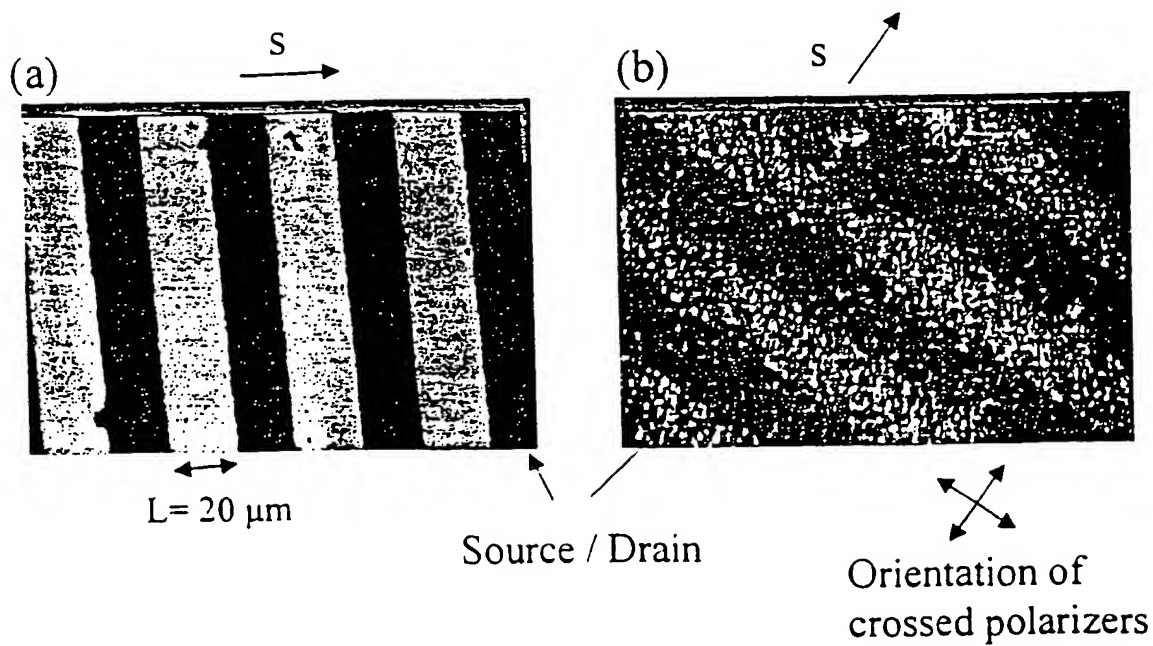 (a)
S
(b)
S
L= 20 μm
Source / Drain
Orientation of
crossed polarizers